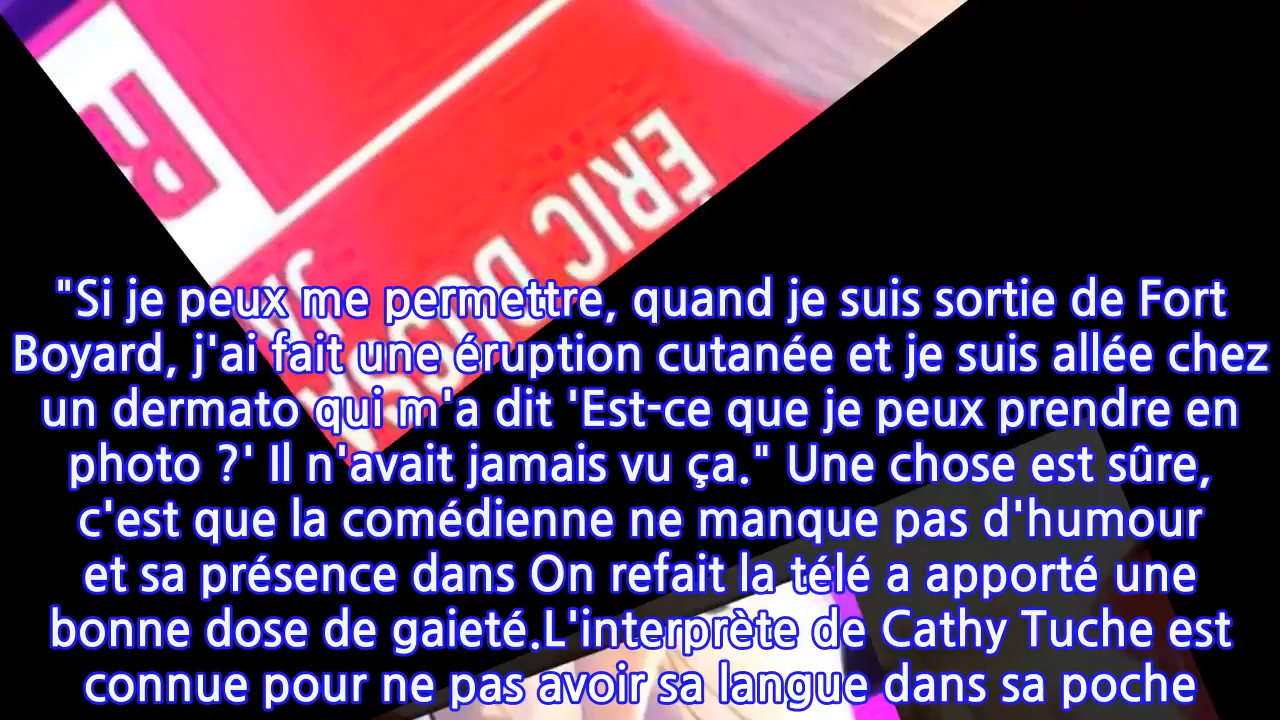 R
ÉRIC DUSSA
"Si je peux me permettre, quand je suis sortie de Fort
Boyard, j'ai fait une éruption cutanée et je suis allée chez
un dermato qui m'a dit 'Est-ce que je peux prendre en
photo ?' Il n'avait jamais vu ça." Une chose est sûre,
c'est que la comédienne ne manque pas d'humour
et sa présence dans On refait la télé a apporté une
bonne dose de gaieté.L'interprète de Cathy Tuche est
connue pour ne pas avoir sa langue dans sa poche